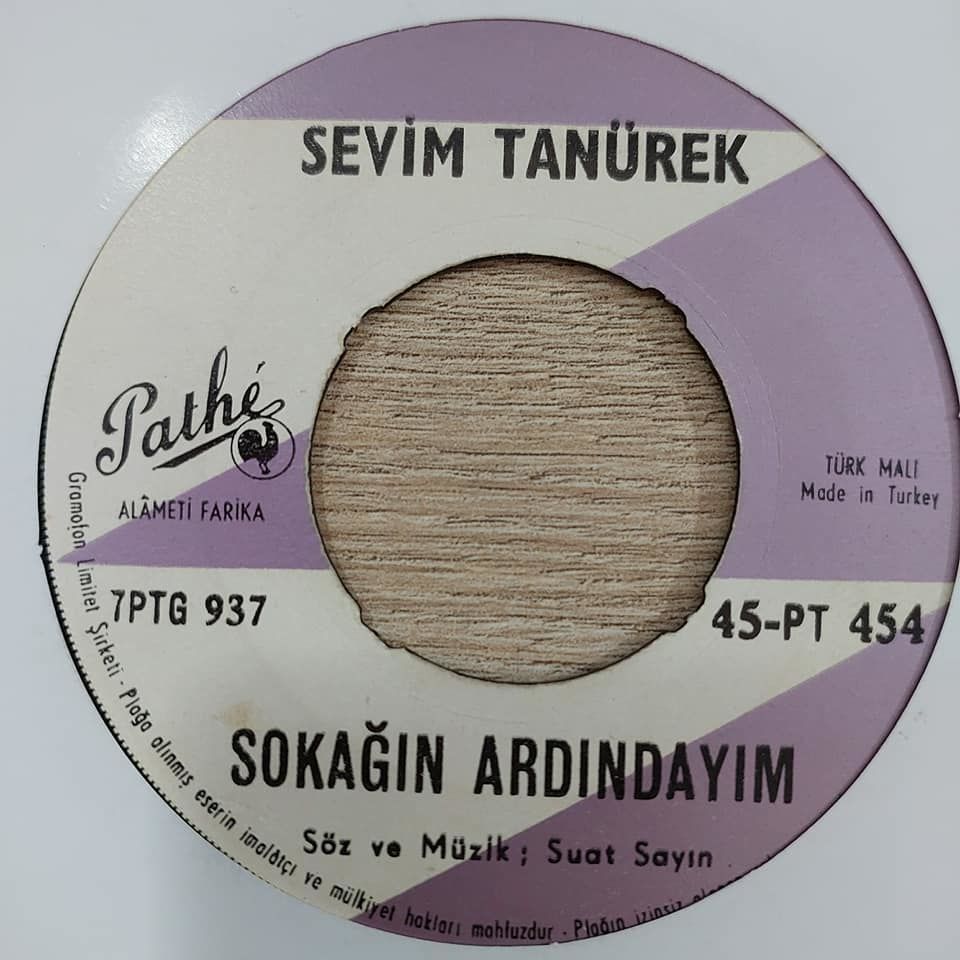 SEVİM TANÜREK
Pathé
ALÂMETİ FARİKA
TÜRK MALI
Made in Turkey
7PTG 937
45-PT 454
SOKAĞIN ARDINDAYIM
Söz ve Müzik; Suat Sayın
Gramofon Limitet Şirketi - Plağa alınmış eserin imalâtçı ve mülkiyet hakları mahfuzdur - Plağın izinsiz